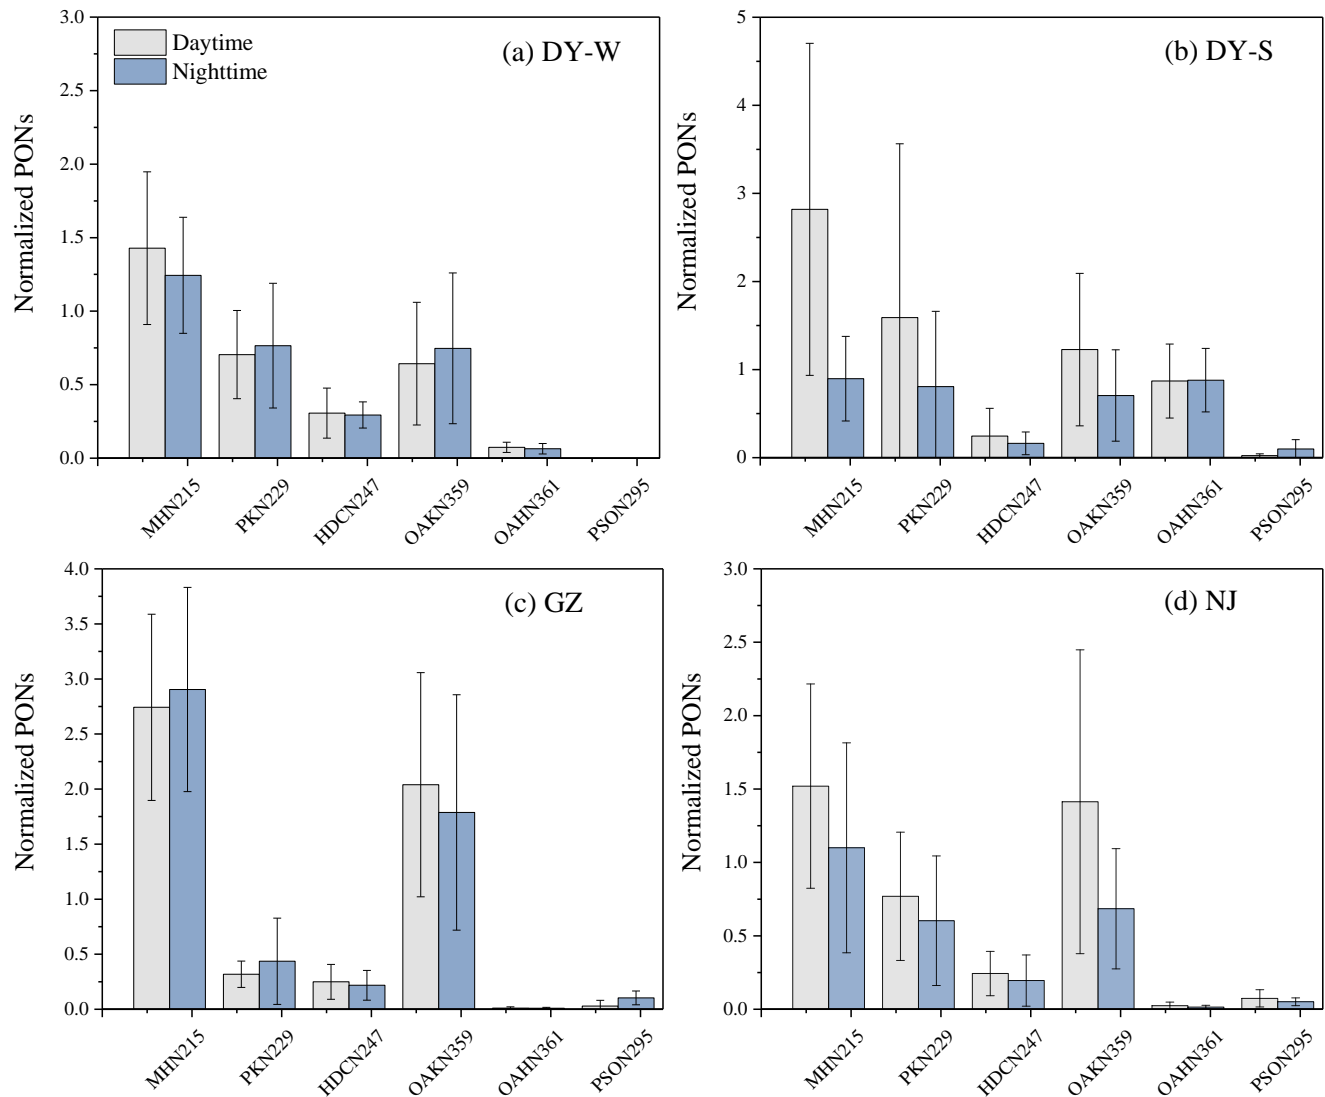 (a) DY-W
Daytime
Nighttime
Normalized PONs
3.0
2.5
2.0
1.5
1.0
0.5
0.0
MHN215
PKN229
HDCN247
OAKN359
OAHN361
PSON295
(b) DY-S
Normalized PONs
5
4
3
2
1
0
MHN215
PKN229
HDCN247
OAKN359
OAHN361
PSON295
(c) GZ
Normalized PONs
4.0
3.5
3.0
2.5
2.0
1.5
1.0
0.5
0.0
MHN215
PKN229
HDCN247
OAKN359
OAHN361
PSON295
(d) NJ
Normalized PONs
3.0
2.5
2.0
1.5
1.0
0.5
0.0
MHN215
PKN229
HDCN247
OAKN359
OAHN361
PSON295